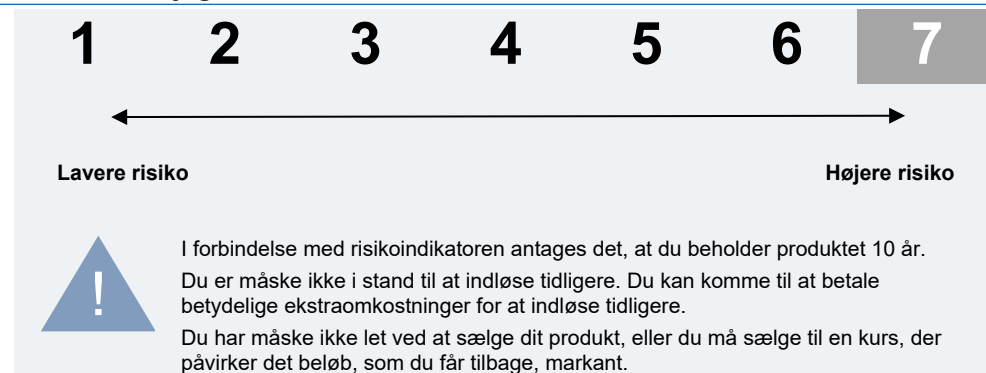 1 2 3 4 5 6 7
Lavere risiko Højere risiko
!
I forbindelse med risikoindikatoren antages det, at du beholder produktet 10 år.
Du er måske ikke i stand til at indløse tidligere. Du kan komme til at betale
betydelige ekstraomkostninger for at indløse tidligere.
Du har måske ikke let ved at sælge dit produkt, eller du må sælge til en kurs, der
påvirker det beløb, som du får tilbage, markant.